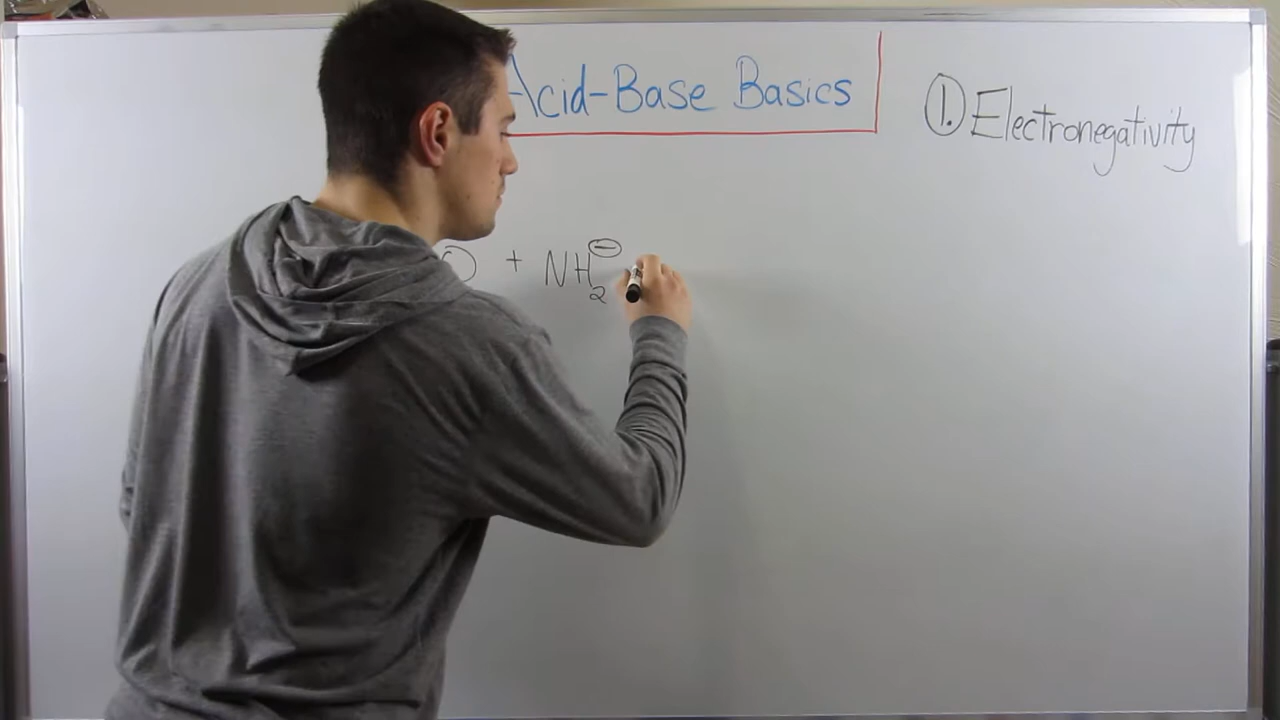 Acid-Base Basics
① Electronegativity
O + NH₂⊖